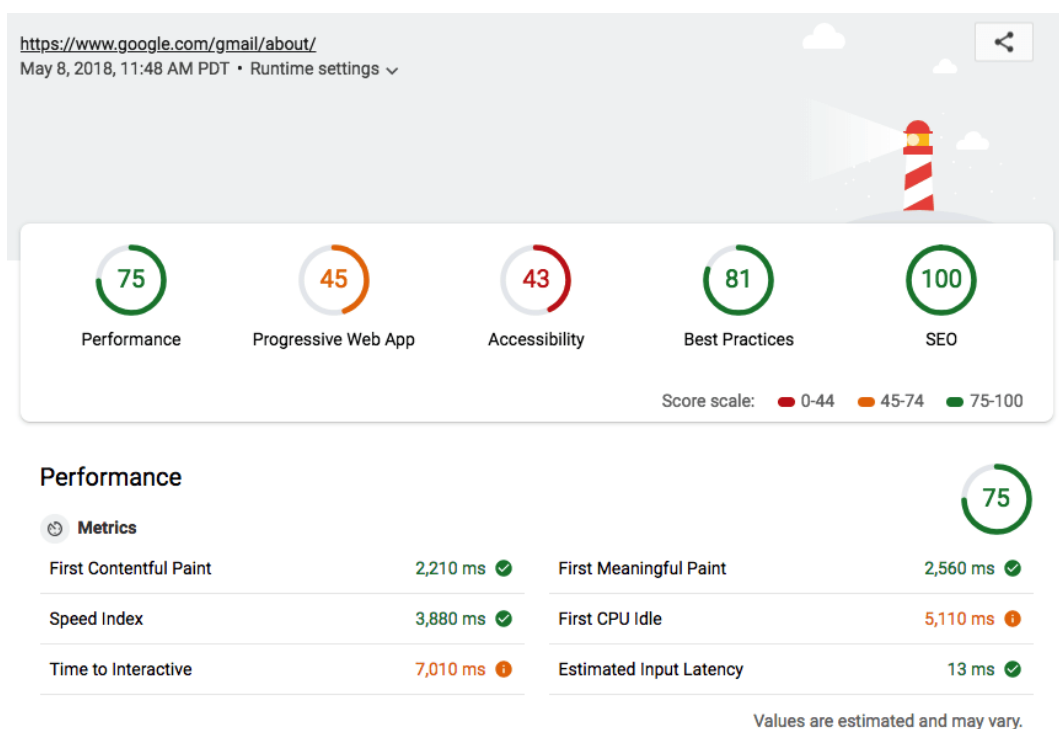 https://www.google.com/gmail/about/
May 8, 2018, 11:48 AM PDT • Runtime settings
75
45
43
81
100
Performance
Progressive Web App
Accessibility
Best Practices
SEO
Score scale: 0-44 45-74 75-100
Performance
75
Metrics
First Contentful Paint 2,210 ms
First Meaningful Paint 2,560 ms
Speed Index 3,880 ms
First CPU Idle 5,110 ms
Time to Interactive 7,010 ms
Estimated Input Latency 13 ms
Values are estimated and may vary.